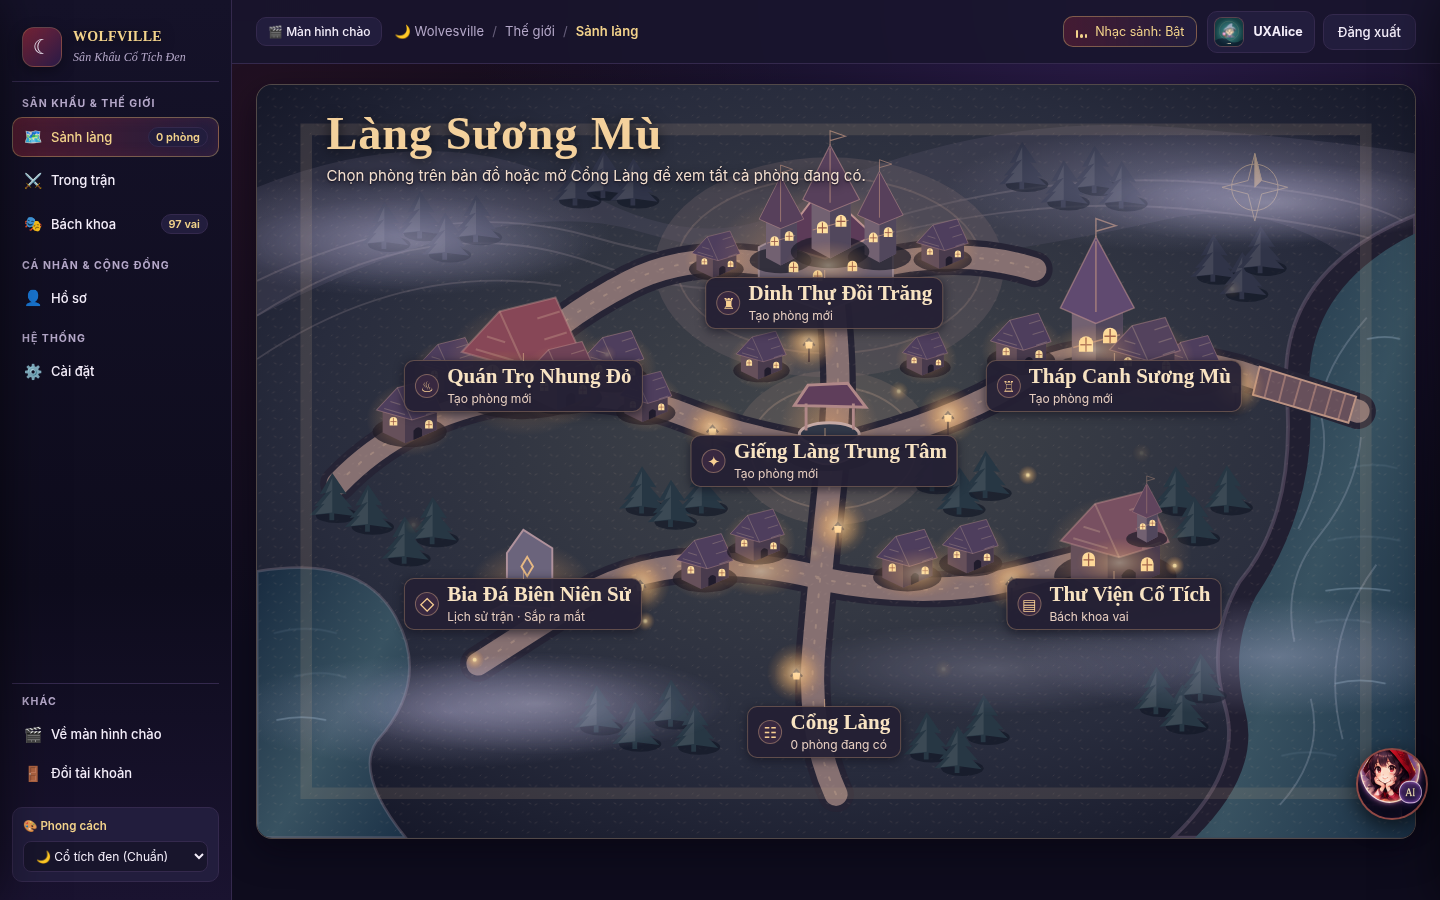 WOLFVILLE
Sân Khấu Cổ Tích Đen
SÂN KHẤU & THẾ GIỚI
Sảnh làng
0 phòng
Trong trận
Bách khoa
97 vai
CÁ NHÂN & CỘNG ĐỒNG
Hồ sơ
HỆ THỐNG
Cài đặt
KHÁC
Về màn hình chào
Đổi tài khoản
Phong cách
Cổ tích đen (Chuẩn)
Màn hình chào
Wolvesville / Thế giới / Sảnh làng
Nhạc sảnh: Bật
UXAlice
Đăng xuất
Làng Sương Mù
Chọn phòng trên bản đồ hoặc mở Cổng Làng để xem tất cả phòng đang có.
Dinh Thự Đồi Trăng
Tạo phòng mới
Quán Trọ Nhung Đỏ
Tạo phòng mới
Tháp Canh Sương Mù
Tạo phòng mới
Giếng Làng Trung Tâm
Tạo phòng mới
Bia Đá Biên Niên Sử
Lịch sử trận · Sắp ra mắt
Thư Viện Cổ Tích
Bách khoa vai
Cổng Làng
0 phòng đang có
AI